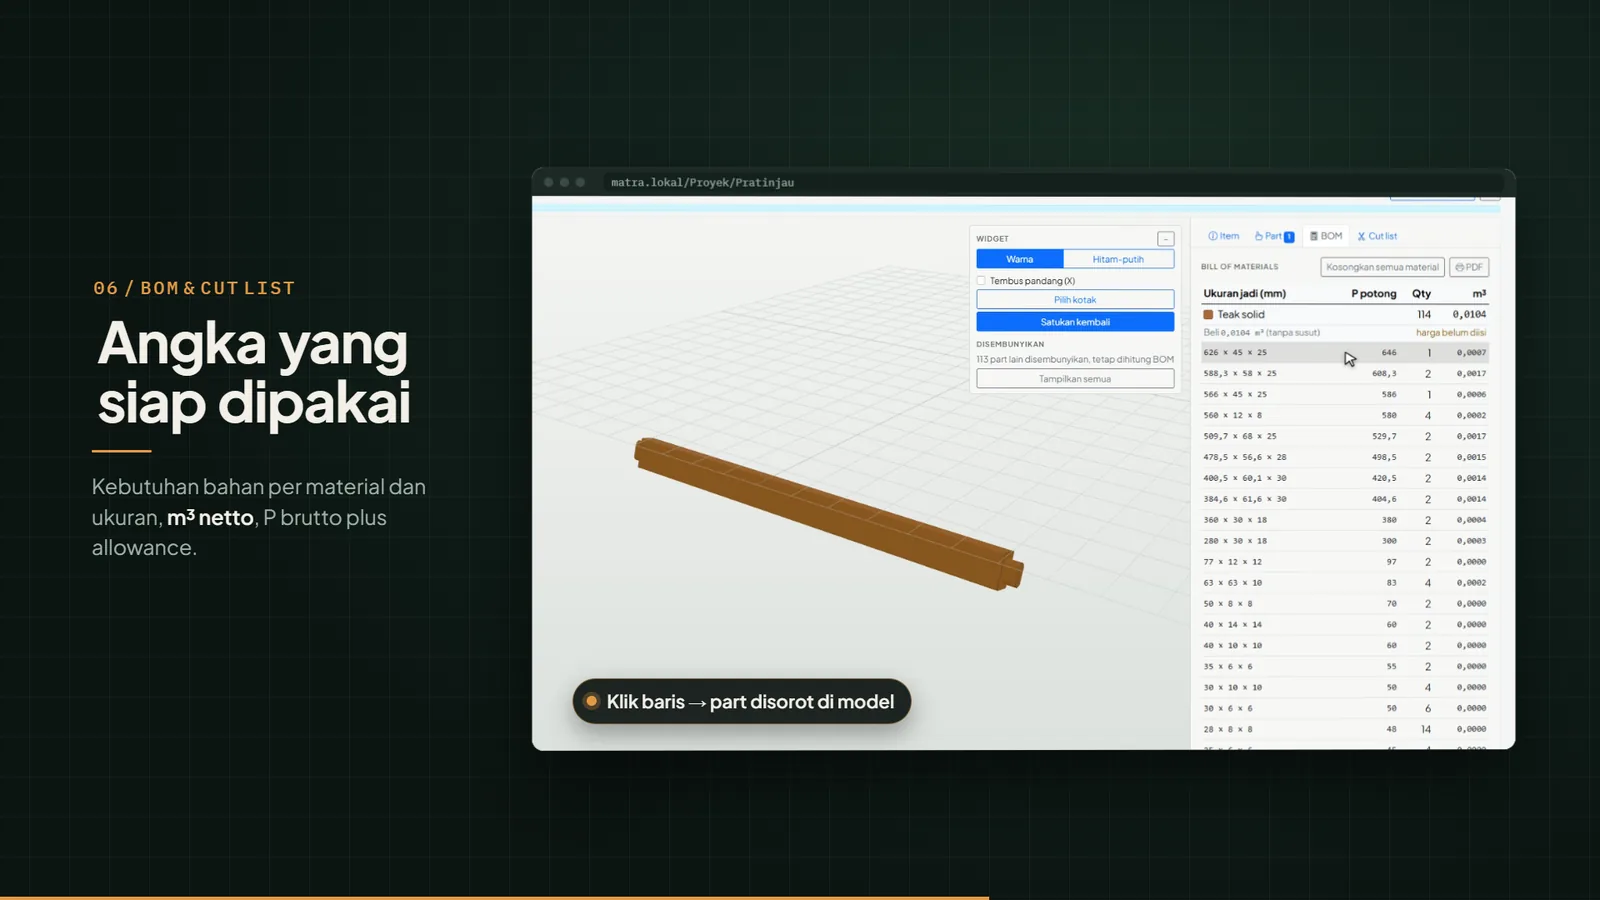 06 / BOM & CUT LIST
Angka yang
siap dipakai
Kebutuhan bahan per material dan
ukuran, m³ netto, P brutto plus
allowance.
matra.lokal/Proyek/Pratinjau
WIDGET
-
Warna Hitam-putih
Tembus pandang (X)
Pilih kotak
Satukan kembali
DISEMBUNYIKAN
113 part lain disembunyikan, tetap dihitung BOM
Tampilkan semua
Item Part 1 BOM Cut list
BILL OF MATERIALS Kosongkan semua material PDF
Ukuran jadi (mm) P potong Qty m³
Teak solid 114 0,0104
Beli 0,0104 m³ (tanpa susut) harga belum diisi
626 × 45 × 25 646 1 0,0007
588,3 × 58 × 25 608,3 2 0,0017
566 × 45 × 25 586 1 0,0006
560 × 12 × 8 580 4 0,0002
509,7 × 68 × 25 529,7 2 0,0017
478,5 × 56,6 × 28 498,5 2 0,0015
400,5 × 60,1 × 30 420,5 2 0,0014
384,6 × 61,6 × 30 404,6 2 0,0014
360 × 30 × 18 380 2 0,0004
280 × 30 × 18 300 2 0,0003
77 × 12 × 12 97 2 0,0000
63 × 63 × 10 83 4 0,0002
50 × 8 × 8 70 2 0,0000
40 × 14 × 14 60 2 0,0000
40 × 10 × 10 60 2 0,0000
35 × 6 × 6 55 2 0,0000
30 × 10 × 10 50 4 0,0000
30 × 6 × 6 50 6 0,0000
28 × 8 × 8 48 14 0,0000
Klik baris → part disorot di model